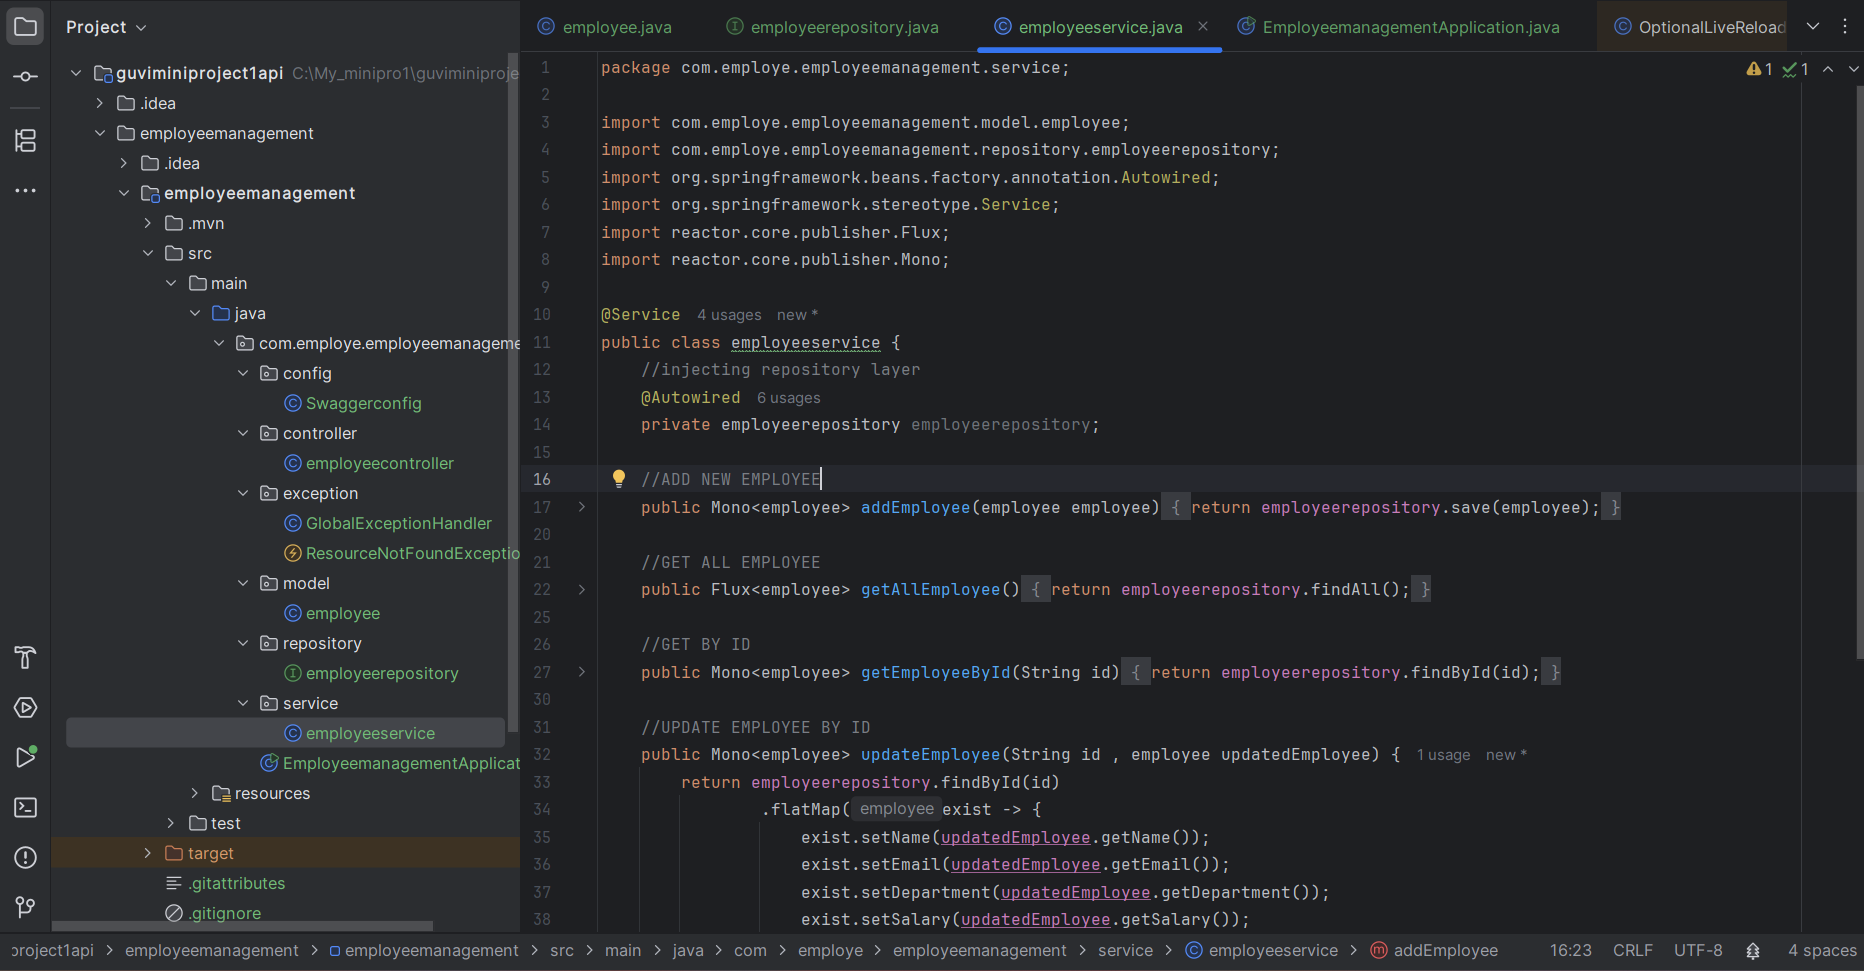 Project
employee.java
employeerepository.java
employeeservice.java
EmployeemanagementApplication.java
OptionalLiveReload
guviminiproject1api C:\My_minipro1\guviminiproje
.idea
employeemanagement
.idea
employeemanagement
.mvn
src
main
java
com.employe.employeemanageme
config
Swaggerconfig
controller
employeecontroller
exception
GlobalExceptionHandler
ResourceNotFoundExceptio
model
employee
repository
employeerepository
service
employeeservice
EmployeemanagementApplicat
resources
test
target
.gitattributes
.gitignore
1 package com.employe.employeemanagement.service;
1 1
2
3 import com.employe.employeemanagement.model.employee;
4 import com.employe.employeemanagement.repository.employeerepository;
5 import org.springframework.beans.factory.annotation.Autowired;
6 import org.springframework.stereotype.Service;
7 import reactor.core.publisher.Flux;
8 import reactor.core.publisher.Mono;
9
10 @Service 4 usages new *
11 public class employeeservice {
12 //injecting repository layer
13 @Autowired 6 usages
14 private employeerepository employeerepository;
15
16 //ADD NEW EMPLOYEE
17 public Mono<employee> addEmployee(employee employee) { return employeerepository.save(employee); }
20
21 //GET ALL EMPLOYEE
22 public Flux<employee> getAllEmployee() { return employeerepository.findAll(); }
25
26 //GET BY ID
27 public Mono<employee> getEmployeeById(String id) { return employeerepository.findById(id); }
30
31 //UPDATE EMPLOYEE BY ID
32 public Mono<employee> updateEmployee(String id , employee updatedEmployee) { 1 usage new *
33 return employeerepository.findById(id)
34 .flatMap( employee exist -> {
35 exist.setName(updatedEmployee.getName());
36 exist.setEmail(updatedEmployee.getEmail());
37 exist.setDepartment(updatedEmployee.getDepartment());
38 exist.setSalary(updatedEmployee.getSalary());
project1api > employeemanagement > employeemanagement > src > main > java > com > employe > employeemanagement > service > employeeservice > addEmployee 16:23 CRLF UTF-8 4 spaces